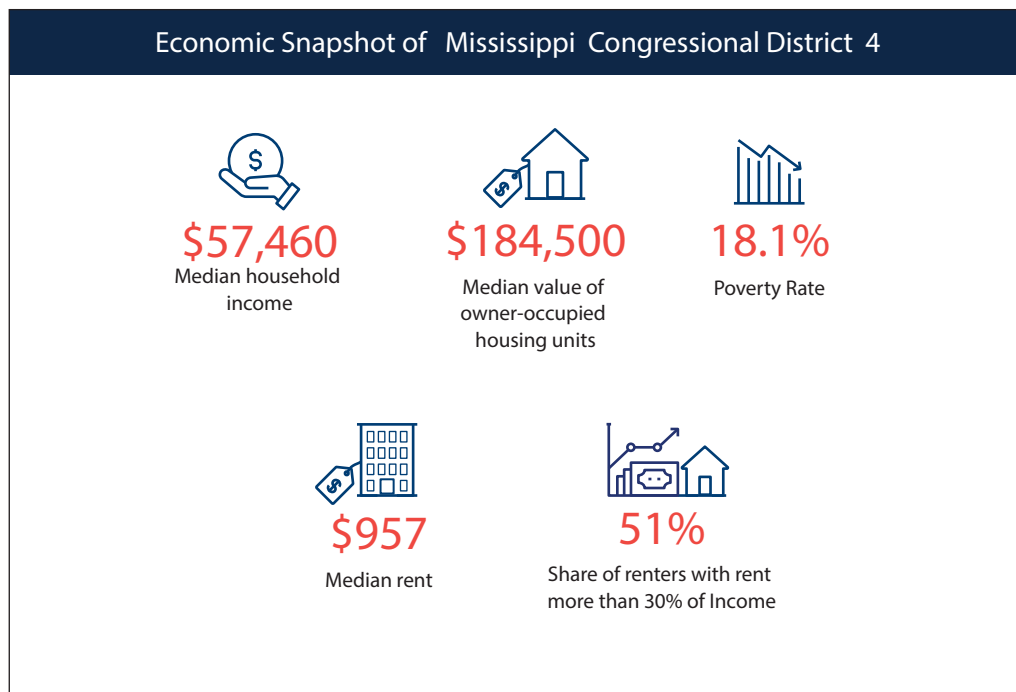 Economic Snapshot of Mississippi Congressional District 4
$
$57,460
Median household
income
$
$184,500
Median value of
owner-occupied
housing units
18.1%
Poverty Rate
$
$957
Median rent
51%
Share of renters with rent
more than 30% of Income